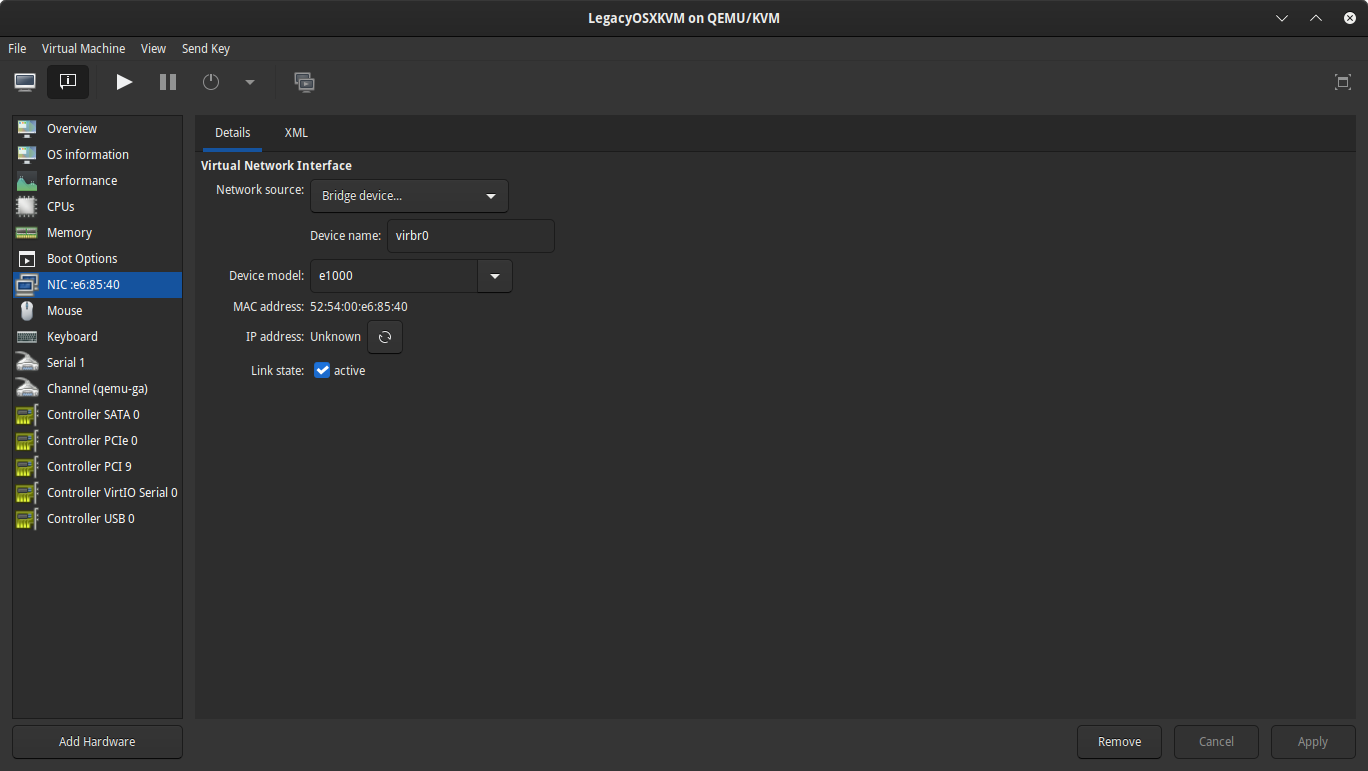 LegacyOSXKVM on QEMU/KVM
File Virtual Machine View Send Key
Overview
OS information
Performance
CPUs
Memory
Boot Options
NIC :e6:85:40
Mouse
Keyboard
Serial 1
Channel (qemu-ga)
Controller SATA 0
Controller PCIe 0
Controller PCI 9
Controller VirtIO Serial 0
Controller USB 0
Add Hardware
Details XML
Virtual Network Interface
Network source: Bridge device...
Device name: virbr0
Device model: e1000
MAC address: 52:54:00:e6:85:40
IP address: Unknown
Link state: active
Remove Cancel Apply